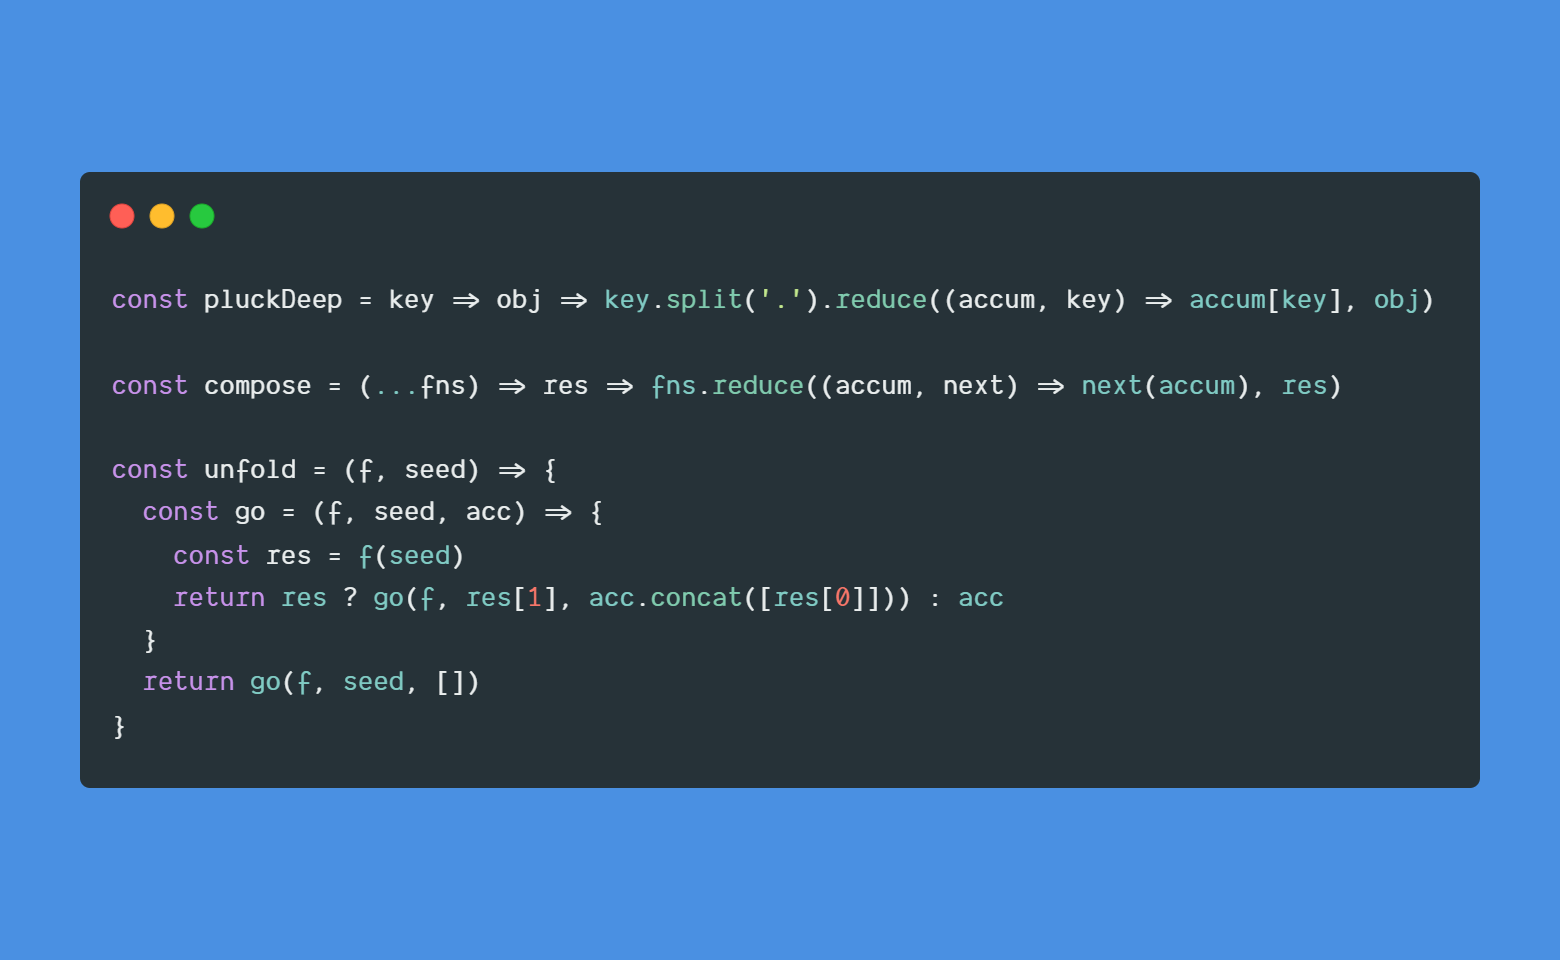 const pluckDeep = key => obj => key.split('.').reduce((accum, key) => accum[key], obj)
const compose = (...fns) => res => fns.reduce((accum, next) => next(accum), res)
const unfold = (f, seed) => {
  const go = (f, seed, acc) => {
    const res = f(seed)
    return res ? go(f, res[1], acc.concat([res[0]])) : acc
  }
  return go(f, seed, [])
}